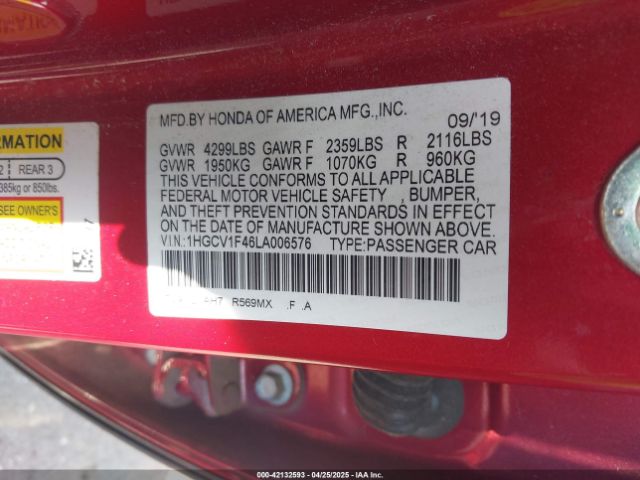 RMATION
2 REAR 3
385kg or 850lbs.
SEE OWNER'S
MFD.BY HONDA OF AMERICA MFG.,INC. 09/'19
GVWR 4299LBS GAWR F 2359LBS R 2116LBS
GVWR 1950KG GAWR F 1070KG R 960KG
THIS VEHICLE CONFORMS TO ALL APPLICABLE
FEDERAL MOTOR VEHICLE SAFETY , BUMPER,
AND THEFT PREVENTION STANDARDS IN EFFECT
ON THE DATE OF MANUFACTURE SHOWN ABOVE.
VIN:1HGCV1F46LA006576 TYPE:PASSENGER CAR
R569MX .F .A
000-42132593 - 04/25/2025 - IAA Inc.